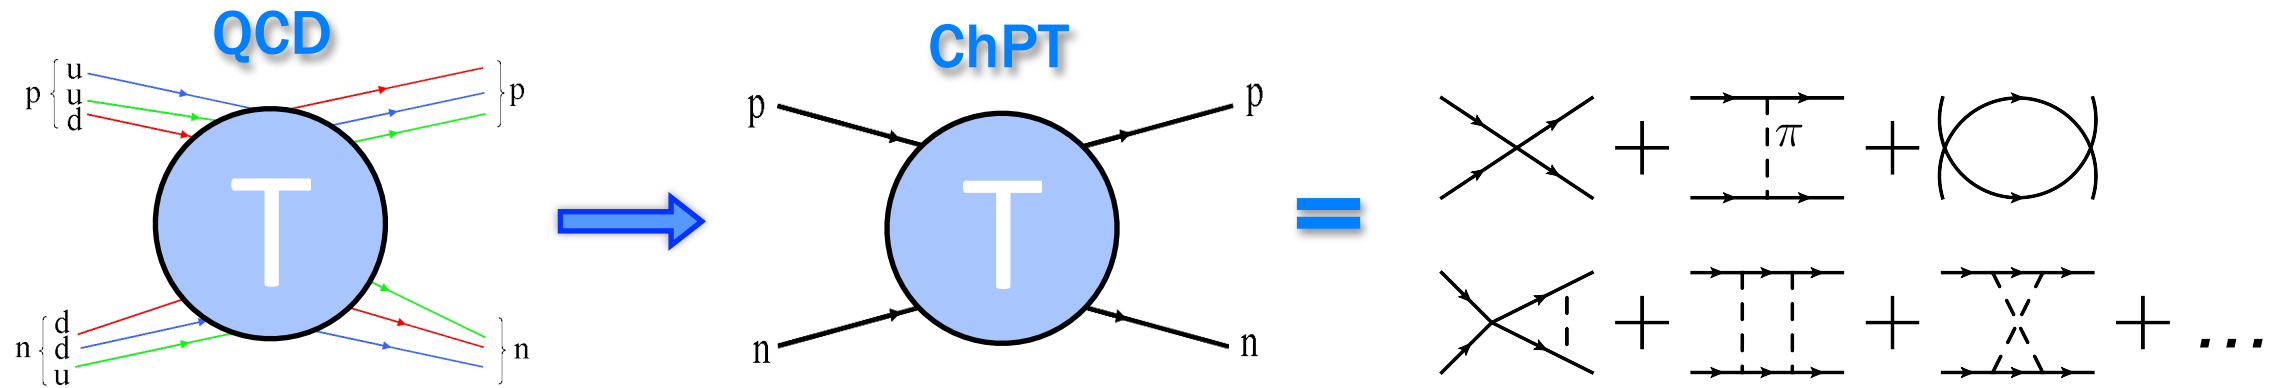 QCD
ChPT
p
u
u
d
p
T
n
d
d
u
n
p
p
T
n
n
=
+
π
+
+
+
+ ...